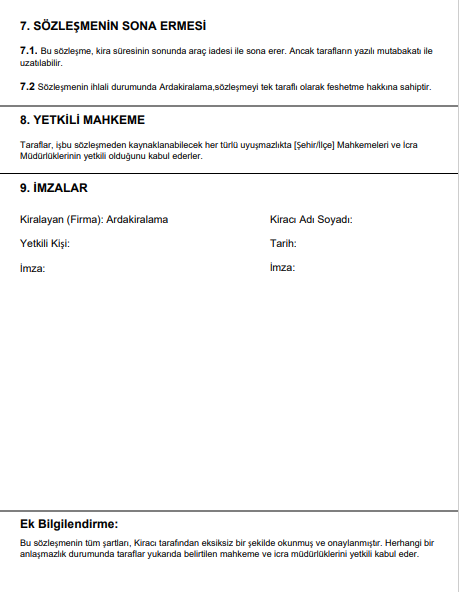 7. SÖZLEŞMENİN SONA ERMESİ
7.1. Bu sözleşme, kira süresinin sonunda araç iadesi ile sona erer. Ancak tarafların yazılı mutabakatı ile
uzatılabilir.
7.2 Sözleşmenin ihlali durumunda Ardakiralama,sözleşmeyi tek taraflı olarak feshetme hakkına sahiptir.
8. YETKİLİ MAHKEME
Taraflar, işbu sözleşmeden kaynaklanabilecek her türlü uyuşmazlıkta [Şehir/İlçe] Mahkemeleri ve İcra
Müdürlüklerinin yetkili olduğunu kabul ederler.
9. İMZALAR
Kiralayan (Firma): Ardakiralama
Kiracı Adı Soyadı:
Yetkili Kişi:
Tarih:
İmza:
İmza:
Ek Bilgilendirme:
Bu sözleşmenin tüm şartları, Kiracı tarafından eksiksiz bir şekilde okunmuş ve onaylanmıştır. Herhangi bir
anlaşmazlık durumunda taraflar yukarıda belirtilen mahkeme ve icra müdürlüklerini yetkili kabul eder.